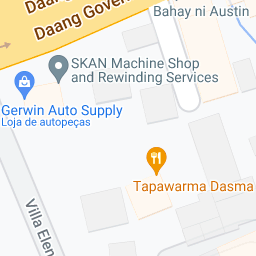 Daang Gove
Bahay ni Austin
SKAN Machine Shop
and Rewinding Services
Gerwin Auto Supply
Loja de autopeças
Tapawarma Dasma
Villa Elen